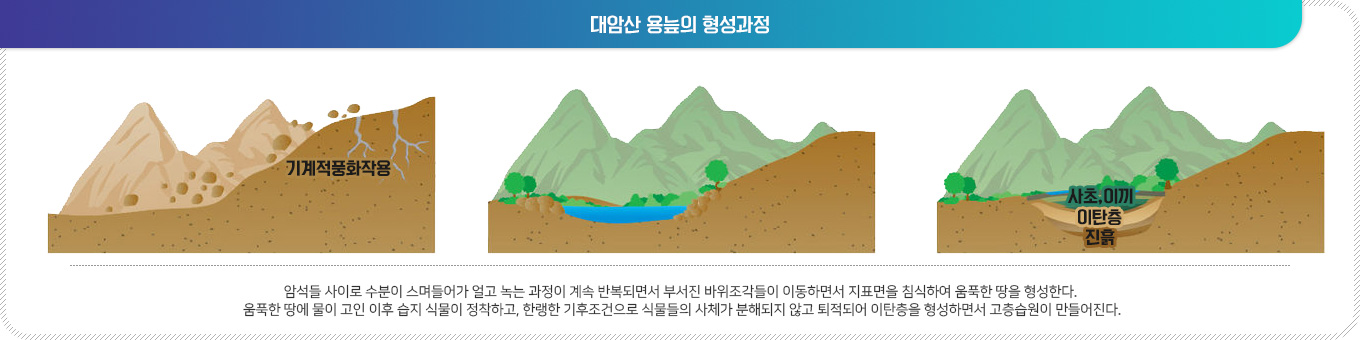 대암산 용늪의 형성과정
기계적풍화작용
사초,이끼
이탄층
진흙
암석들 사이로 수분이 스며들어가 얼고 녹는 과정이 계속 반복되면서 부서진 바위조각들이 이동하면서 지표면을 침식하여 움푹한 땅을 형성한다.
움푹한 땅에 물이 고인 이후 습지 식물이 정착하고, 한랭한 기후조건으로 식물들의 사체가 분해되지 않고 퇴적되어 이탄층을 형성하면서 고층습원이 만들어진다.